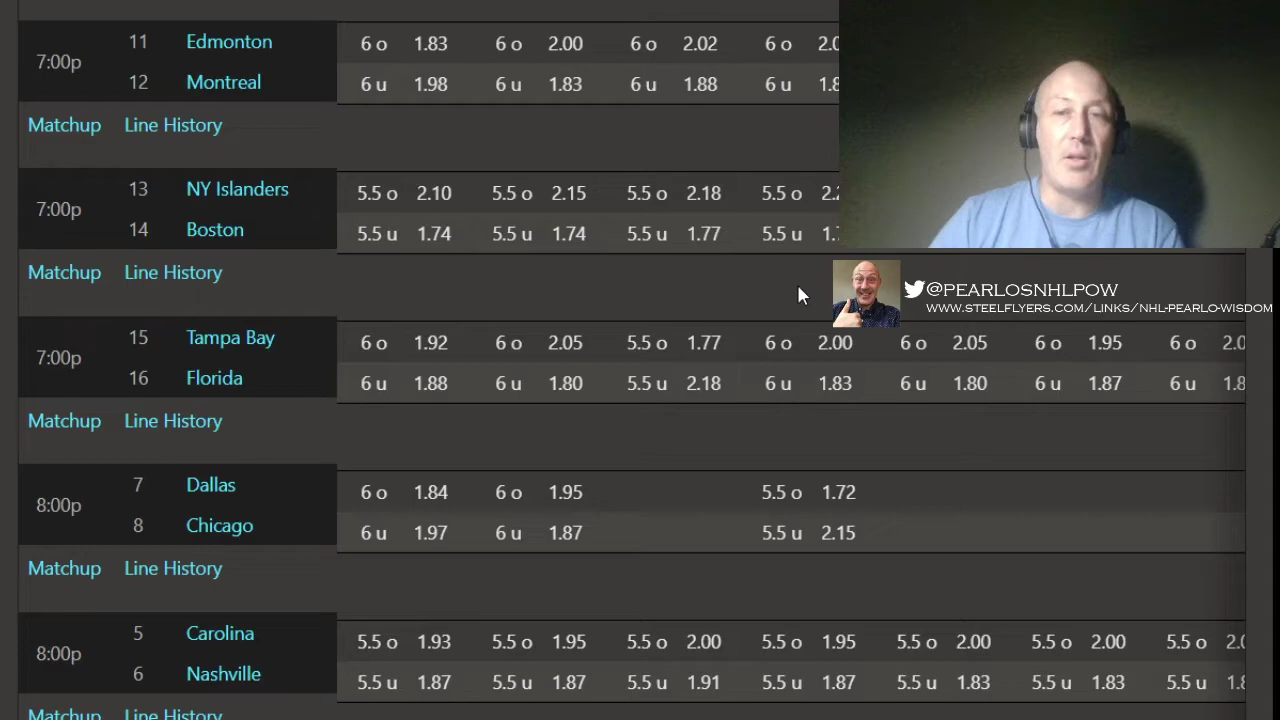 11 Edmonton 6 o 1.83 6 o 2.00 6 o 2.02 6 o
7:00p
12 Montreal 6 u 1.98 6 u 1.83 6 u 1.88 6 u
Matchup Line History
13 NY Islanders 5.5 o 2.10 5.5 o 2.15 5.5 o 2.18 5.5 o
7:00p
14 Boston 5.5 u 1.74 5.5 u 1.74 5.5 u 1.77 5.5 u
Matchup Line History
@PEARLOSNHLPOW
WWW.STEELFLYERS.COM/LINKS/NHL-PEARLO-WISDOM
15 Tampa Bay 6 o 1.92 6 o 2.05 5.5 o 1.77 6 o 2.00 6 o 2.05 6 o 1.95 6 o
7:00p
16 Florida 6 u 1.88 6 u 1.80 5.5 u 2.18 6 u 1.83 6 u 1.80 6 u 1.87 6 u
Matchup Line History
7 Dallas 6 o 1.84 6 o 1.95 5.5 o 1.72
8:00p
8 Chicago 6 u 1.97 6 u 1.87 5.5 u 2.15
Matchup Line History
5 Carolina 5.5 o 1.93 5.5 o 1.95 5.5 o 2.00 5.5 o 1.95 5.5 o 2.00 5.5 o 2.00 5.5 o
8:00p
6 Nashville 5.5 u 1.87 5.5 u 1.87 5.5 u 1.91 5.5 u 1.87 5.5 u 1.83 5.5 u 1.83 5.5 u
Matchup Line History